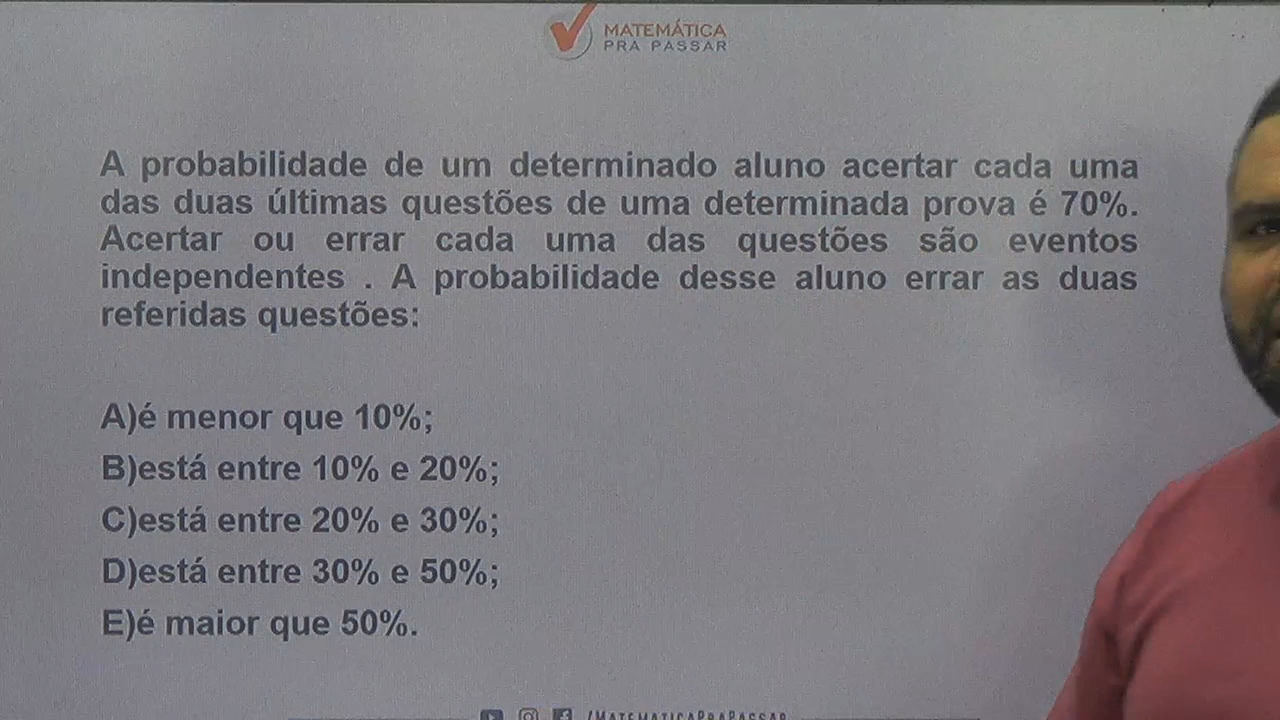 MATEMÁTICA
PRA PASSAR
A probabilidade de um determinado aluno acertar cada uma
das duas últimas questões de uma determinada prova é 70%.
Acertar ou errar cada uma das questões são eventos
independentes . A probabilidade desse aluno errar as duas
referidas questões:
A)é menor que 10%;
B)está entre 10% e 20%;
C)está entre 20% e 30%;
D)está entre 30% e 50%;
E)é maior que 50%.
/MATEMATICAPRAPASSAR